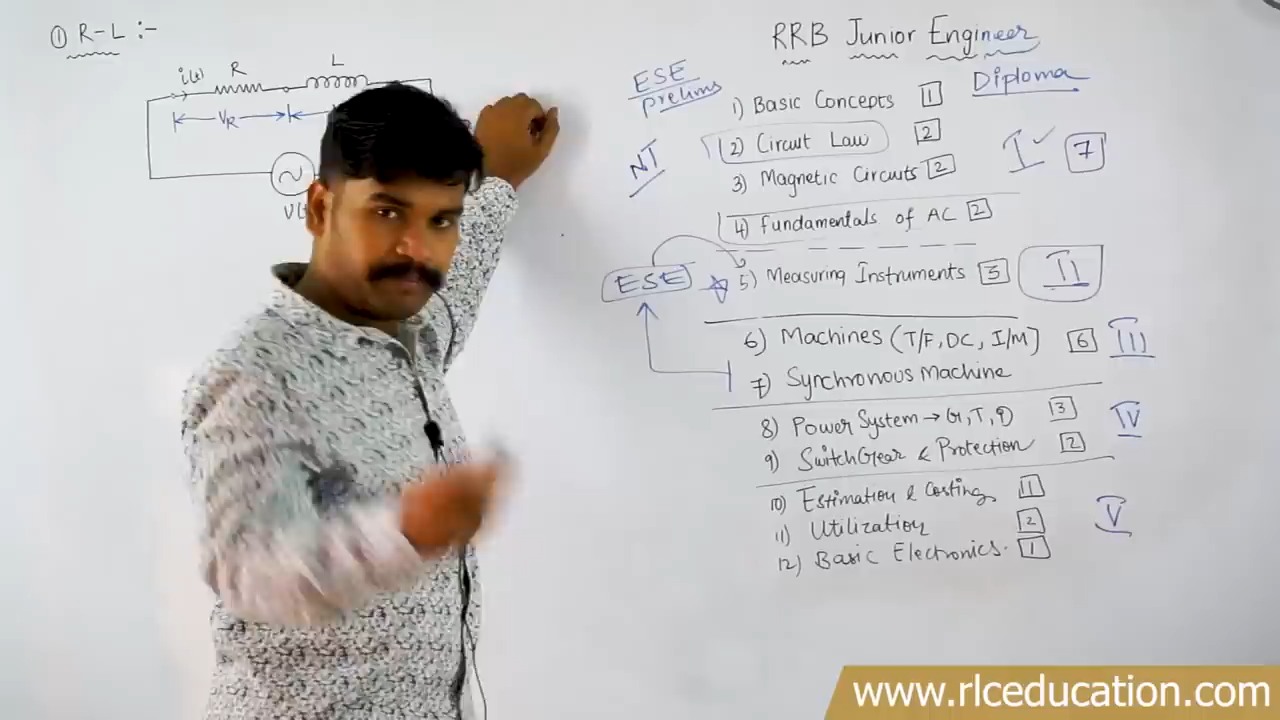 ① R-L :-
i(t)
R
L
VR
V(
RRB Junior Engineer
ESE
prelims
Diploma
1) Basic Concepts 1
2) Circuit Law 2
NT
I ✓ 7
3) Magnetic Circuits 2
4) fundamentals of AC 2
ESE
5) Measuring Instruments 3
II
6) Machines (T/F, DC, I/M) 6 III
7) Synchronous Machine
8) Power System → G, T, D 3
IV
9) SwitchGear & Protection 2
10) Estimation & Costing 1
11) Utilization 2
V
12) Basic Electronics. 1
www.rlceducation.com